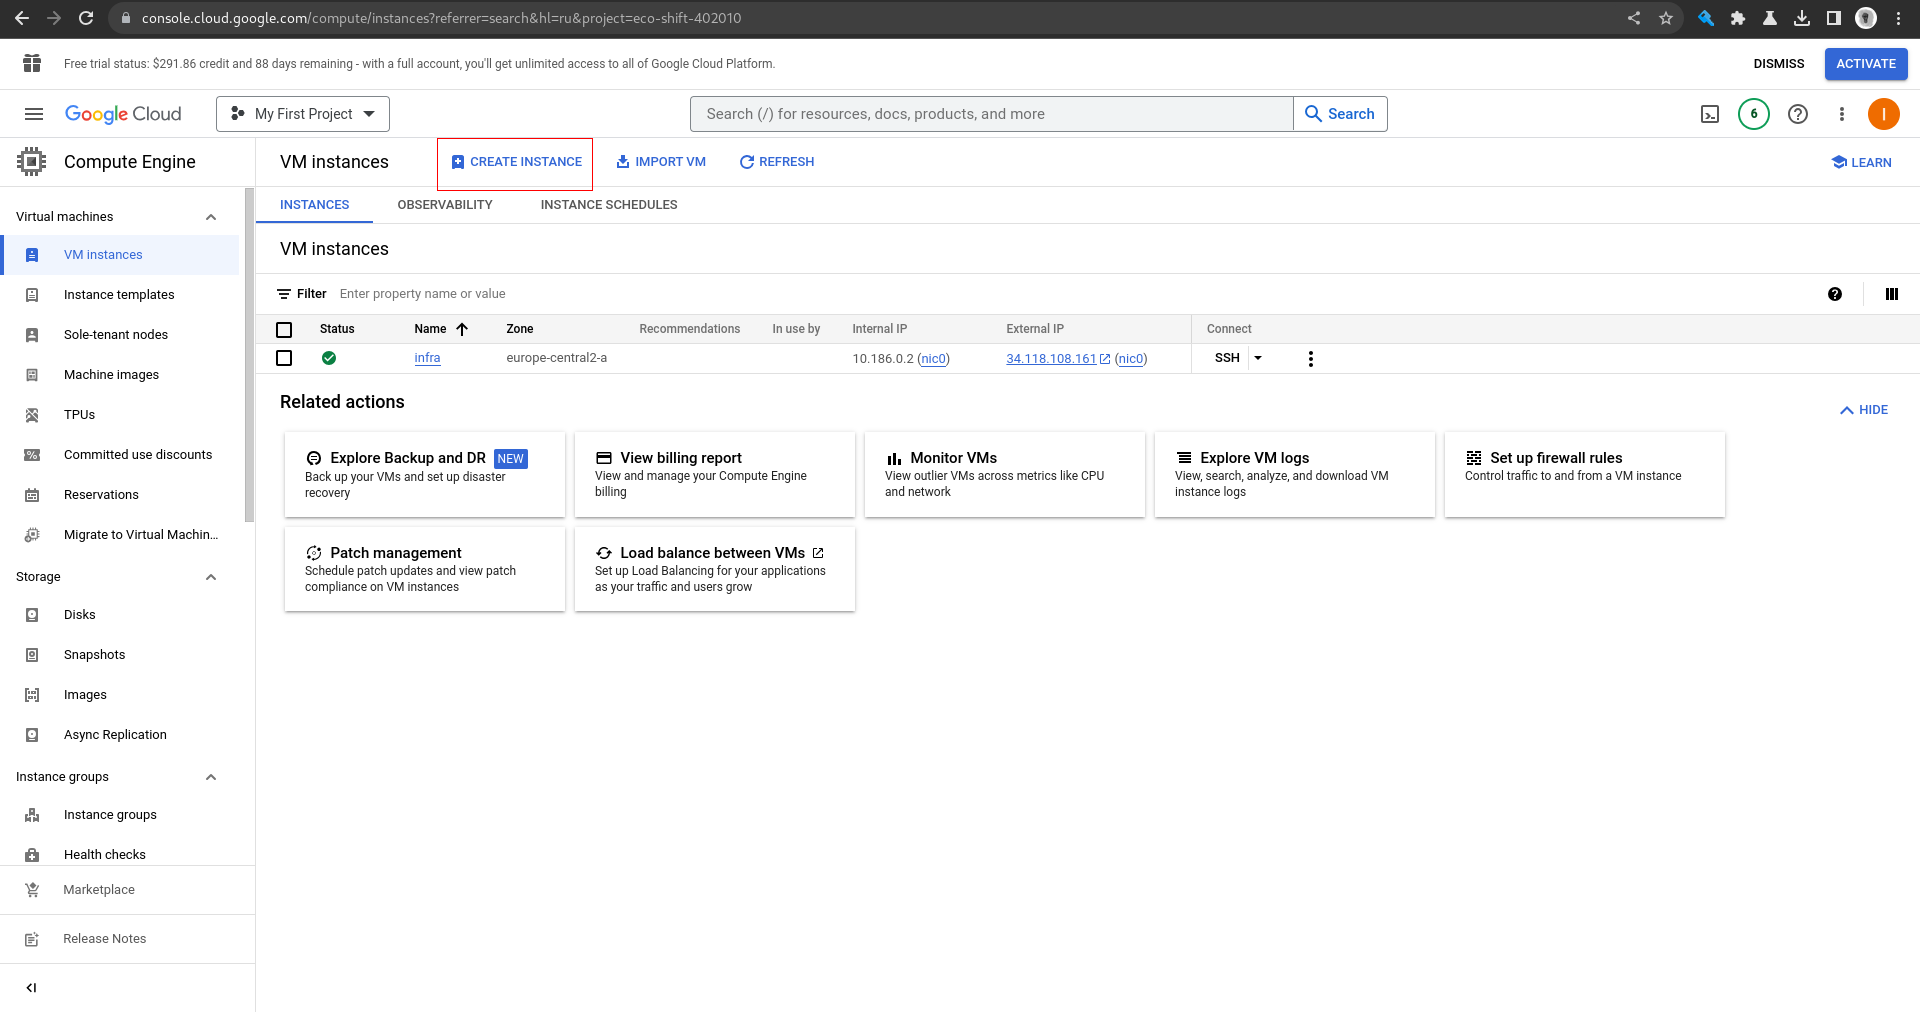 console.cloud.google.com/compute/instances?referrer=search&hl=ru&project=eco-shift-402010
Free trial status: $291.86 credit and 88 days remaining - with a full account, you'll get unlimited access to all of Google Cloud Platform.
DISMISS
ACTIVATE
Google Cloud
My First Project
Search (/) for resources, docs, products, and more
Search
6
I
Compute Engine
VM instances
CREATE INSTANCE
IMPORT VM
REFRESH
LEARN
Virtual machines
VM instances
Instance templates
Sole-tenant nodes
Machine images
TPUs
Committed use discounts
Reservations
Migrate to Virtual Machin...
Storage
Disks
Snapshots
Images
Async Replication
Instance groups
Instance groups
Health checks
Marketplace
Release Notes
INSTANCES
OBSERVABILITY
INSTANCE SCHEDULES
VM instances
Filter Enter property name or value
Status Name Zone Recommendations In use by Internal IP External IP Connect
infra europe-central2-a 10.186.0.2 (nic0) 34.118.108.161 (nic0) SSH
Related actions
HIDE
Explore Backup and DR NEW
Back up your VMs and set up disaster
recovery
View billing report
View and manage your Compute Engine
billing
Monitor VMs
View outlier VMs across metrics like CPU
and network
Explore VM logs
View, search, analyze, and download VM
instance logs
Set up firewall rules
Control traffic to and from a VM instance
Patch management
Schedule patch updates and view patch
compliance on VM instances
Load balance between VMs
Set up Load Balancing for your applications
as your traffic and users grow